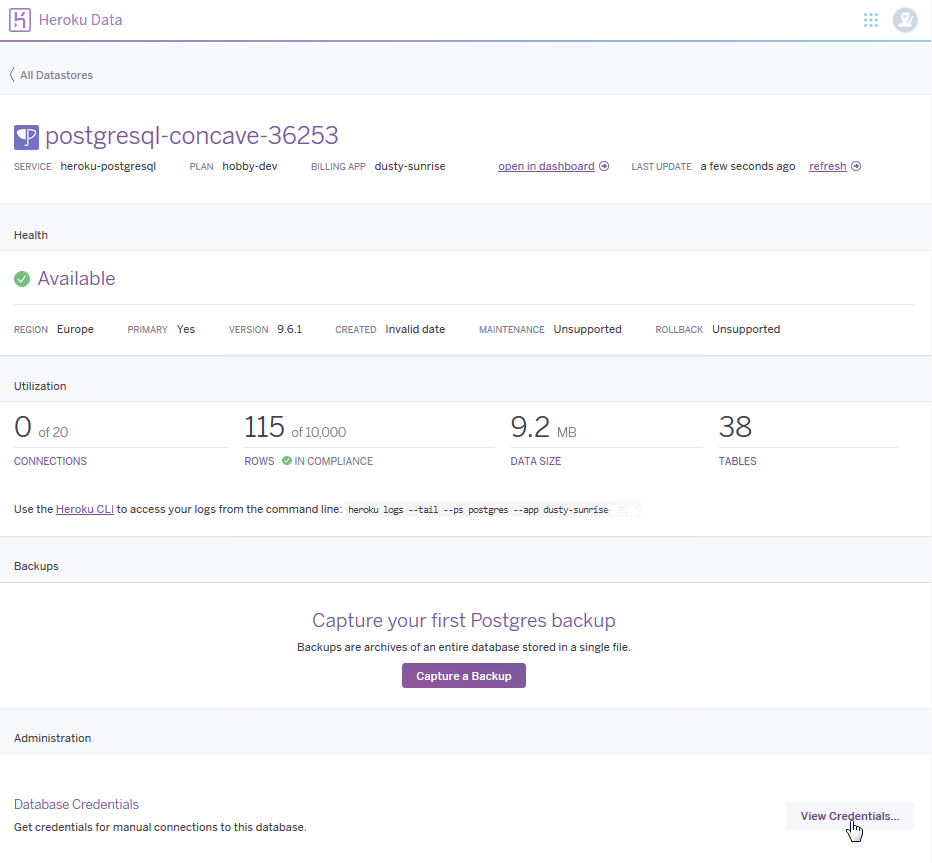 Heroku Data
All Datastores
postgresql-concave-36253
SERVICE heroku-postgresql PLAN hobby-dev BILLING APP dusty-sunrise open in dashboard LAST UPDATE a few seconds ago refresh
Health
Available
REGION Europe PRIMARY Yes VERSION 9.6.1 CREATED Invalid date MAINTENANCE Unsupported ROLLBACK Unsupported
Utilization
0 of 20 115 of 10,000 9.2 MB 38
CONNECTIONS ROWS IN COMPLIANCE DATA SIZE TABLES
Use the Heroku CLI to access your logs from the command line: heroku logs --tail --ps postgres --app dusty-sunrise
Backups
Capture your first Postgres backup
Backups are archives of an entire database stored in a single file.
Capture a Backup
Administration
Database Credentials
View Credentials...
Get credentials for manual connections to this database.